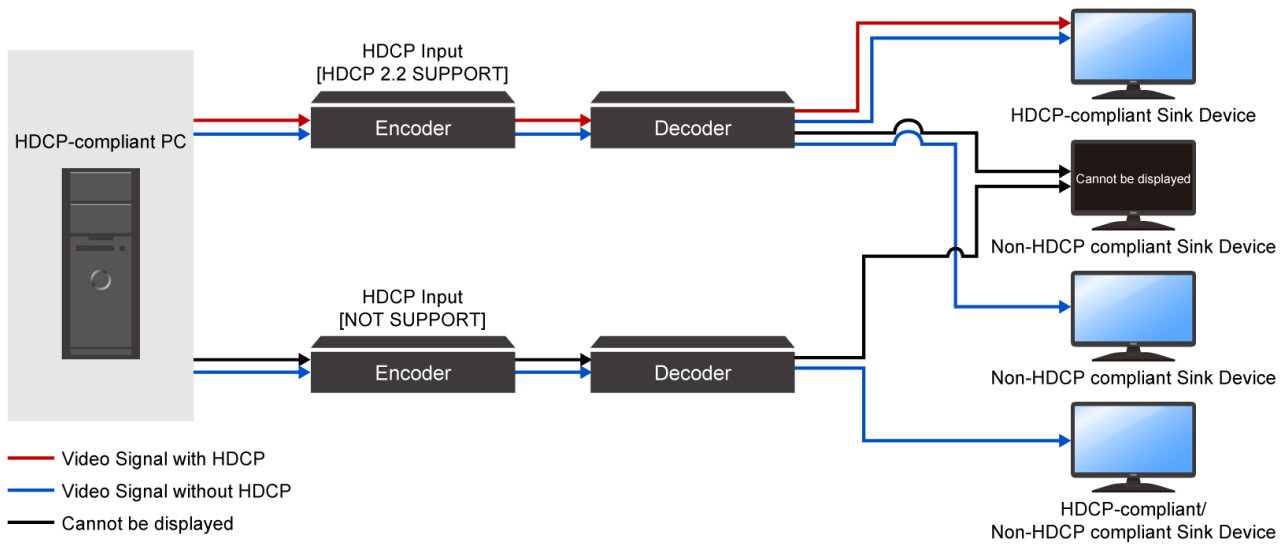 HDCP-compliant PC
HDCP Input
[HDCP 2.2 SUPPORT]
Encoder
Decoder
HDCP-compliant Sink Device
Cannot be displayed
Non-HDCP compliant Sink Device
HDCP Input
[NOT SUPPORT]
Encoder
Decoder
Non-HDCP compliant Sink Device
HDCP-compliant/
Non-HDCP compliant Sink Device
Video Signal with HDCP
Video Signal without HDCP
Cannot be displayed